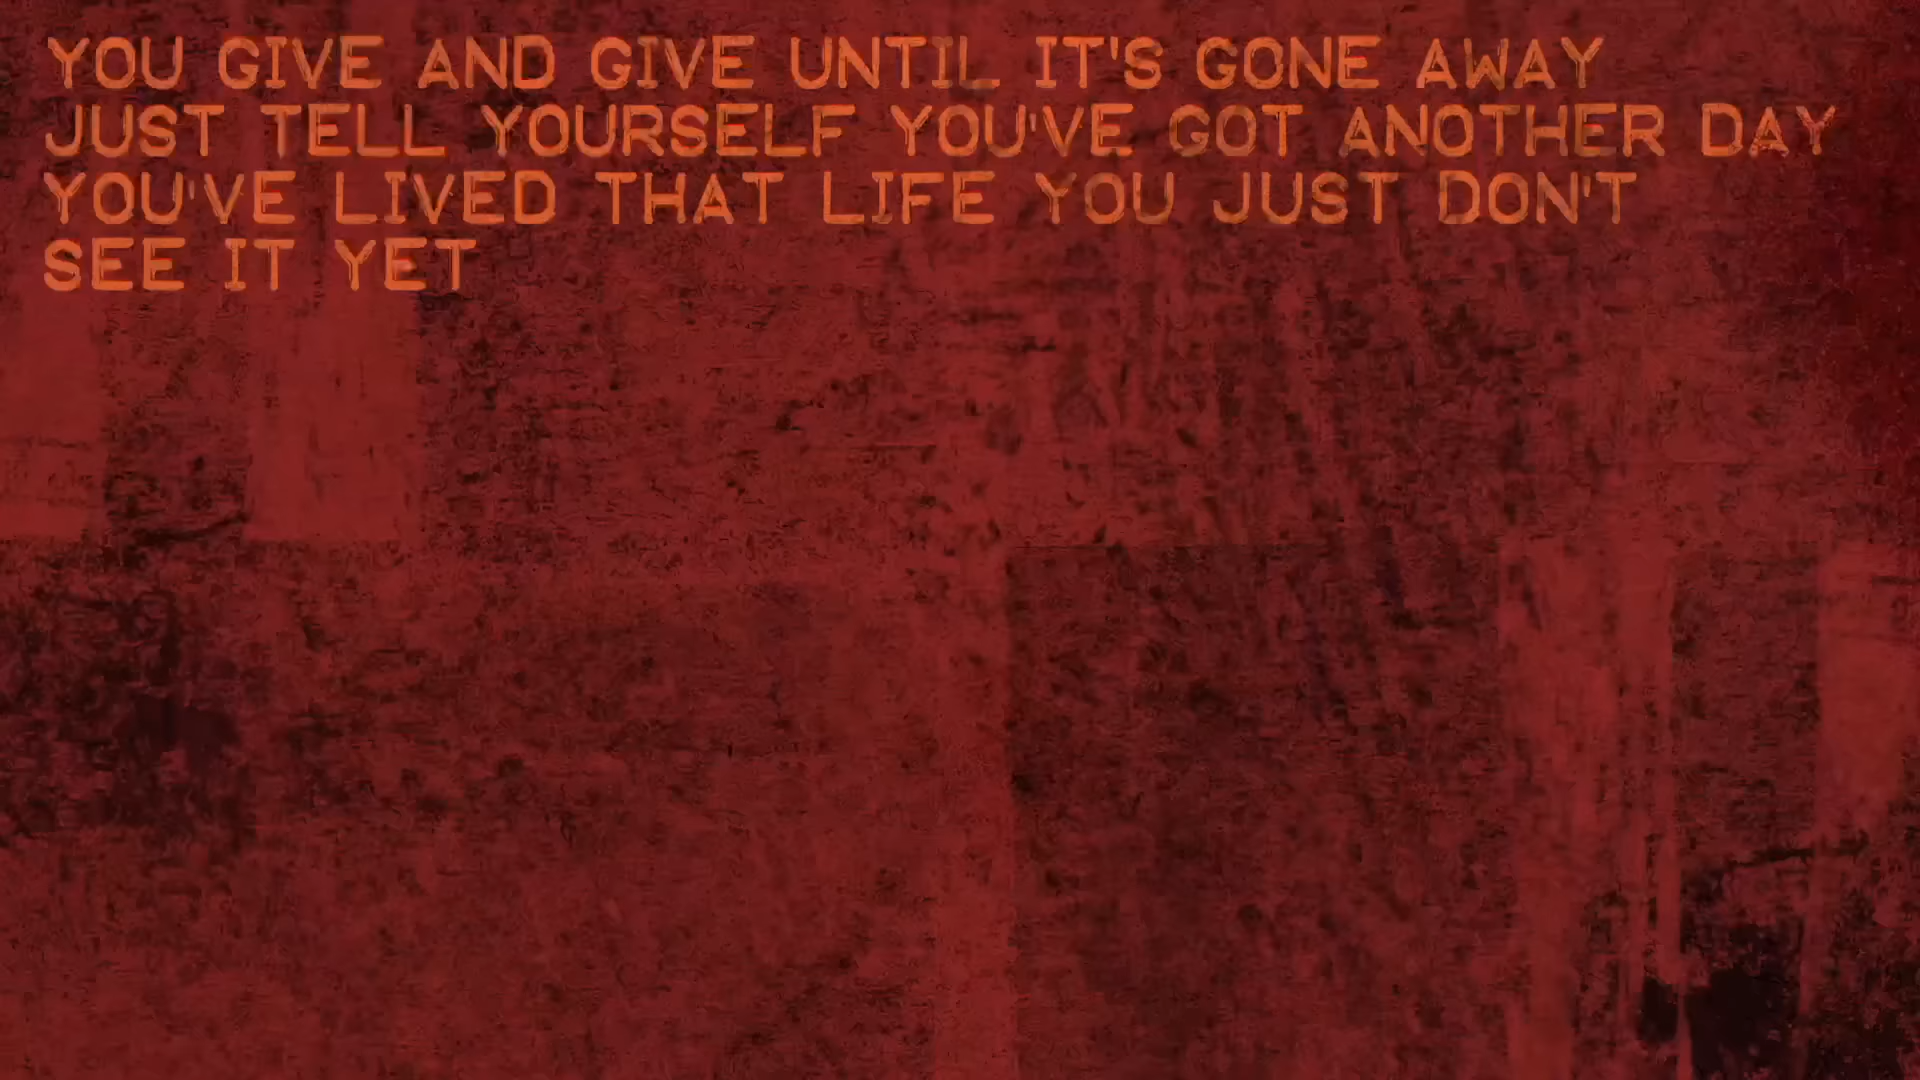 YOU GIVE AND GIVE UNTIL IT'S GONE AWAY
JUST TELL YOURSELF YOU'VE GOT ANOTHER DAY
YOU'VE LIVED THAT LIFE YOU JUST DON'T
SEE IT YET